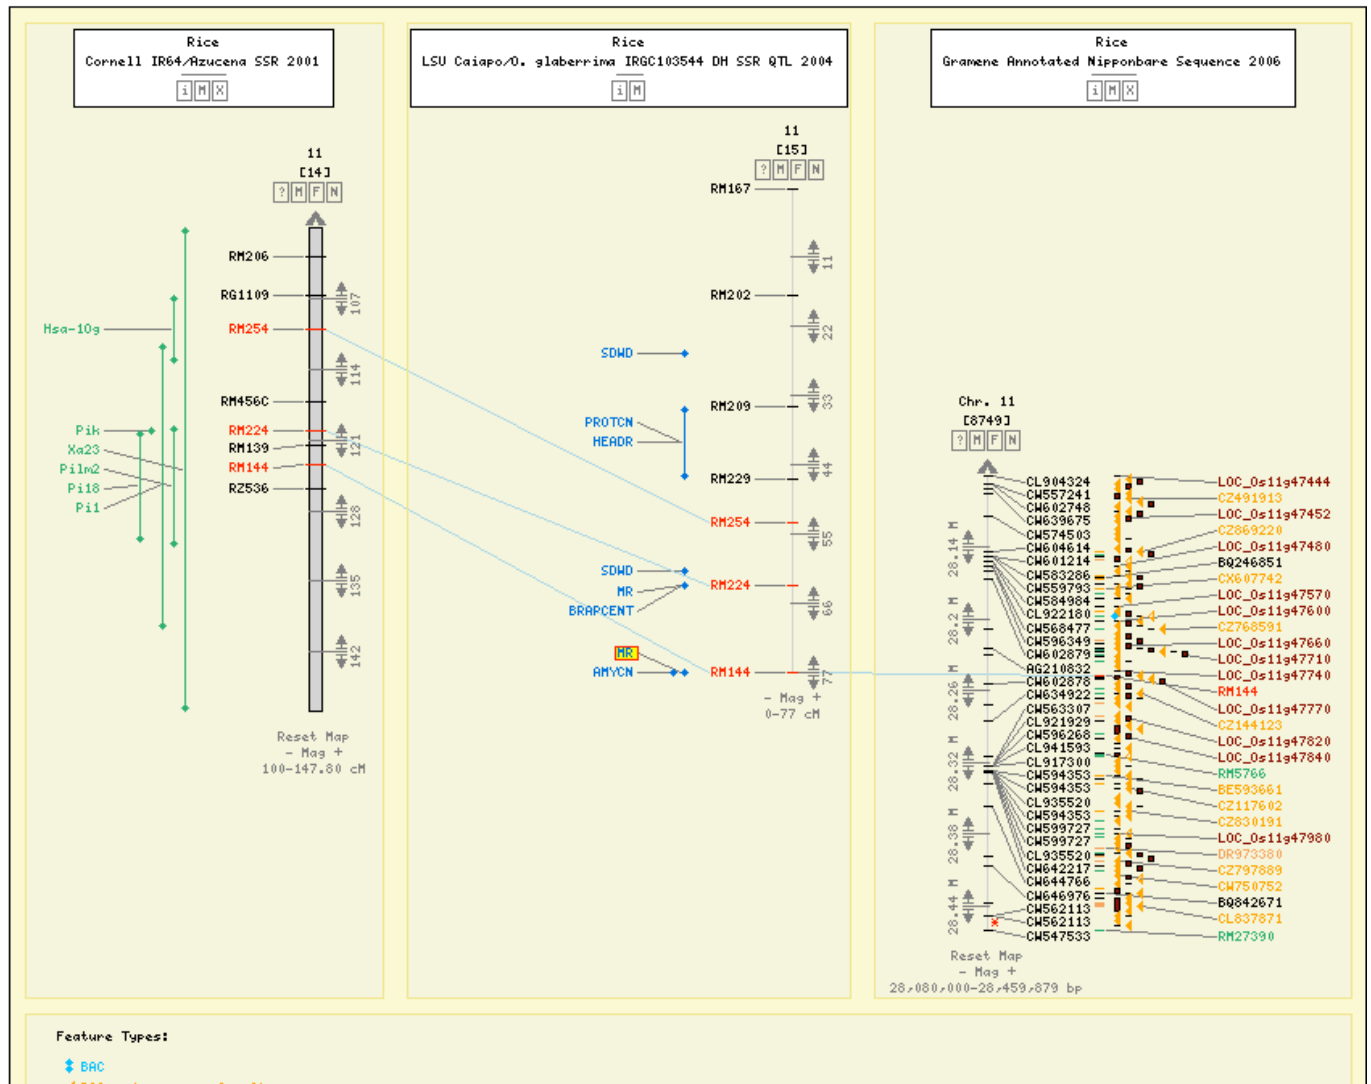 Rice
Cornell IR64/Azucena SSR 2001
i M X
11
[14]
? M F N
RM206
RG1109
107
Hsa-10g
RM254
114
RM456C
Pik
RM224
Xa23
RM139
121
Pilm2
RM144
Pi18
RZ536
Pi1
128
135
142
Reset Map
- Mag +
100-147.80 cM
Rice
LSU Caiapo/O. glaberrima IRGC103544 DH SSR QTL 2004
i M
11
[15]
? M F N
RM167
11
RM202
22
SDWD
33
RM209
PROTCN
HEADR
44
RM229
RM254
55
SDWD
RM224
MR
BRAPCENT
66
MR
AMYCN
RM144
77
- Mag +
0-77 cM
Rice
Gramene Annotated Nipponbare Sequence 2006
i M X
Chr. 11
[8749]
? M F N
28.14 M
28.2 M
28.26 M
28.32 M
28.38 M
28.44 M
CL904324
CW557241
CW602748
CW639675
CW574503
CW604614
CW601214
CW583286
CW559793
CW584984
CL922180
CW568477
CW596349
CW602879
AG210832
CW602878
CW634922
CW563307
CL921929
CW596268
CL941593
CL917300
CW594353
CW594353
CL935520
CW594353
CW599727
CW599727
CL935520
CW642217
CW644766
CW646976
CW562113
CW562113
CW547533
LOC_Os11g47444
CZ491913
LOC_Os11g47452
CZ869220
LOC_Os11g47480
BQ246851
CX607742
LOC_Os11g47570
LOC_Os11g47600
CZ768591
LOC_Os11g47660
LOC_Os11g47710
LOC_Os11g47740
RM144
LOC_Os11g47770
CZ144123
LOC_Os11g47820
LOC_Os11g47840
RM5766
BE593661
CZ117602
CZ830191
LOC_Os11g47980
DR973380
CZ797889
CW750752
BQ842671
CL837871
RM27390
Reset Map
- Mag +
28,080,000-28,459,879 bp
Feature Types:
BAC